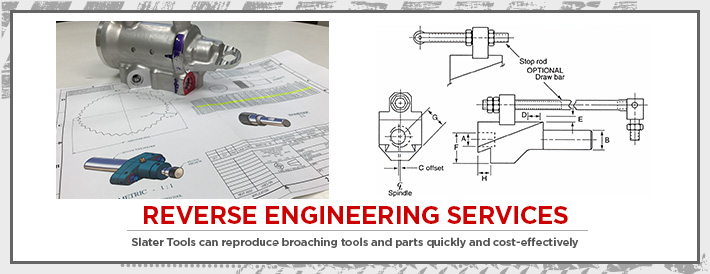 METRIC - 1:1
Stop rod
OPTIONAL
Draw bar
D
E
G
A
F
B
C offset
H
Spindle
REVERSE ENGINEERING SERVICES
Slater Tools can reproduce broaching tools and parts quickly and cost-effectively